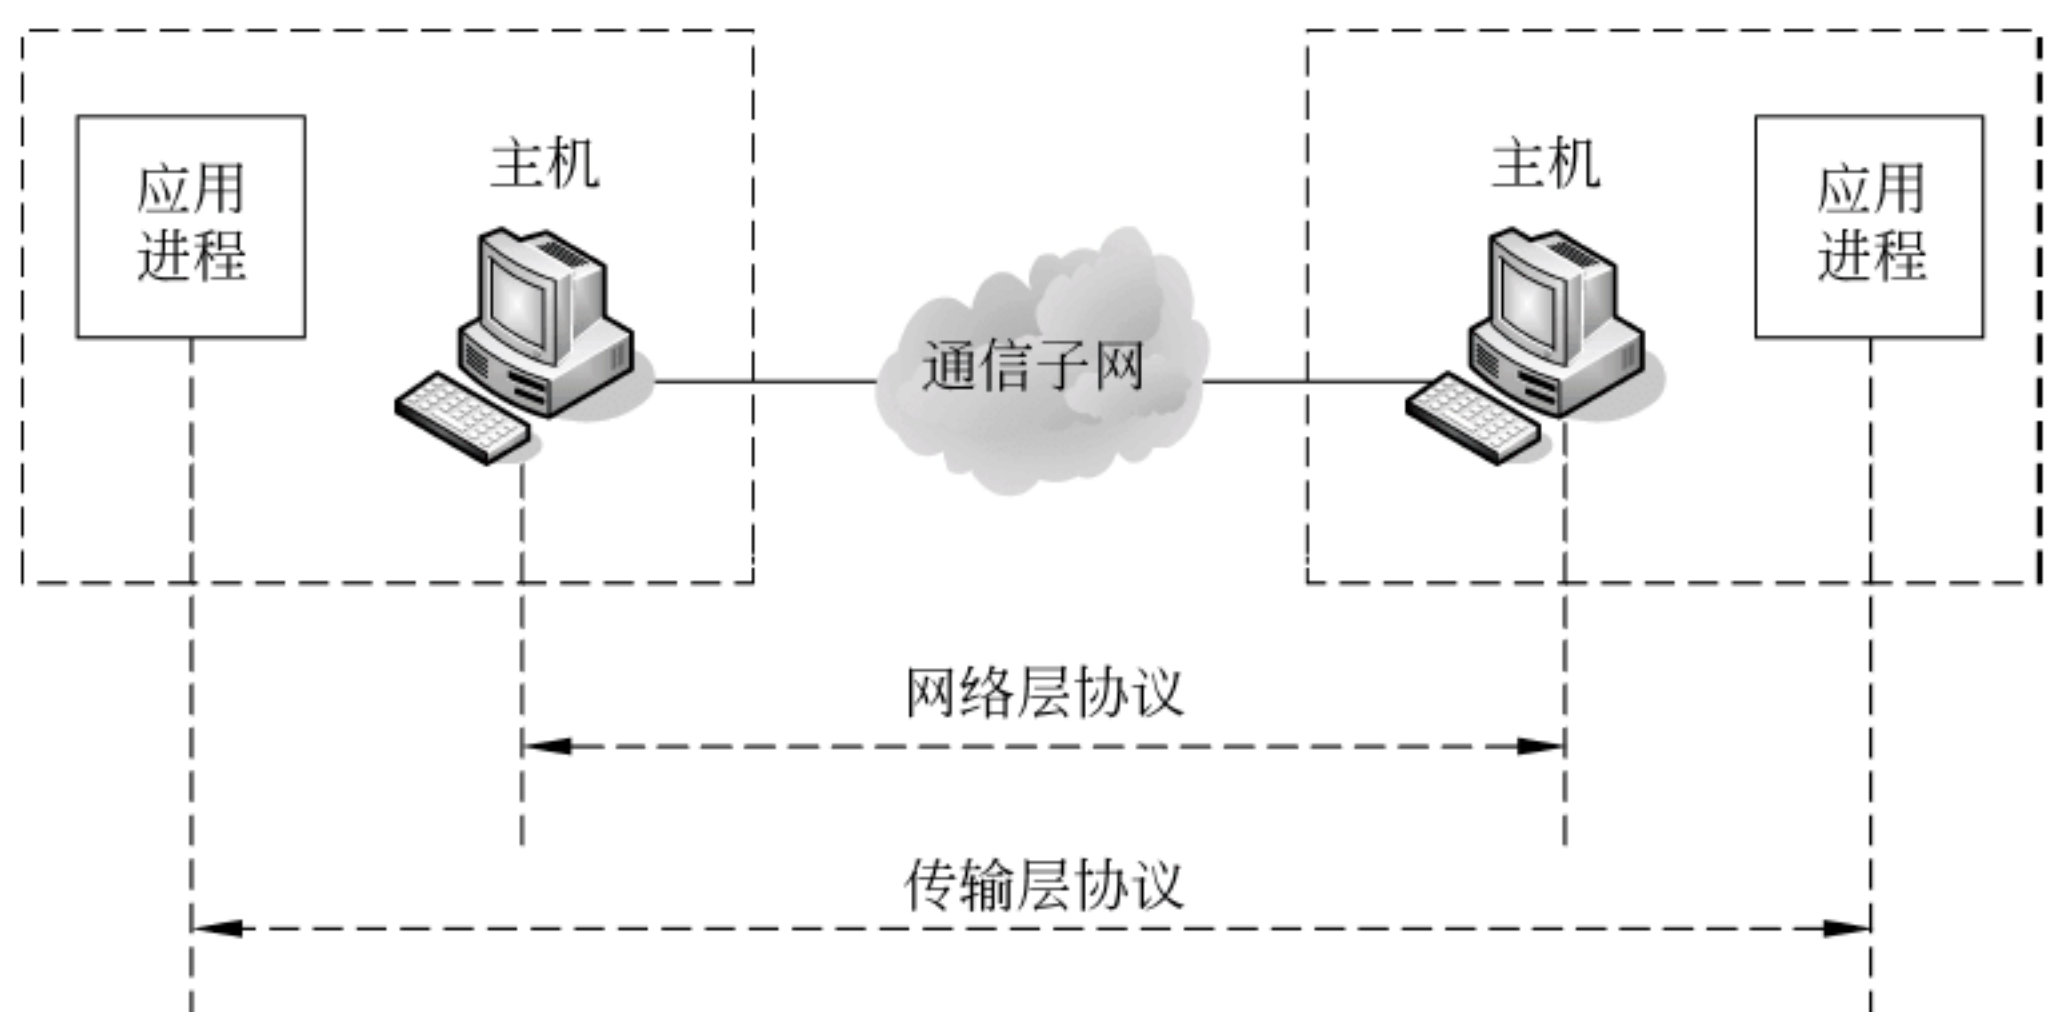 应用
进程
主机
通信子网
主机
应用
进程
网络层协议
传输层协议